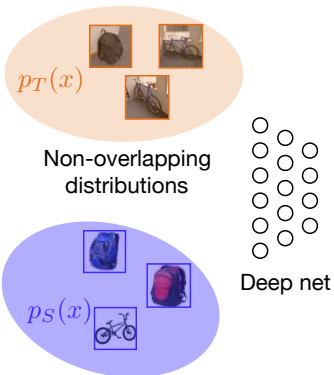 p_T(x)
Non-overlapping
distributions
Deep net
p_S(x)